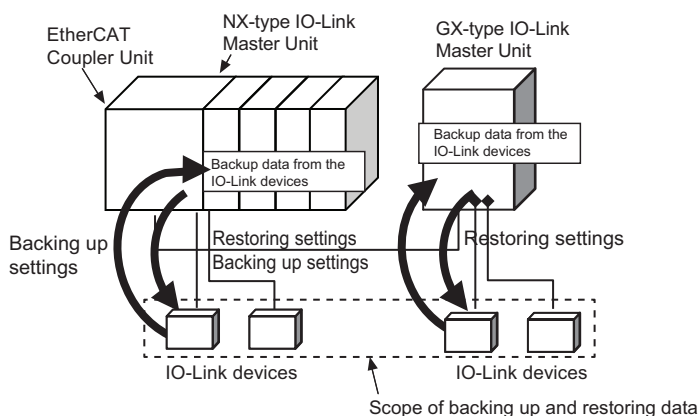 EtherCAT
Coupler Unit
NX-type IO-Link
Master Unit
GX-type IO-Link
Master Unit
Backup data from the
IO-Link devices
Backup data from the
IO-Link devices
Backing up
settings
Restoring settings
Backing up settings
Restoring settings
IO-Link devices
IO-Link devices
Scope of backing up and restoring data